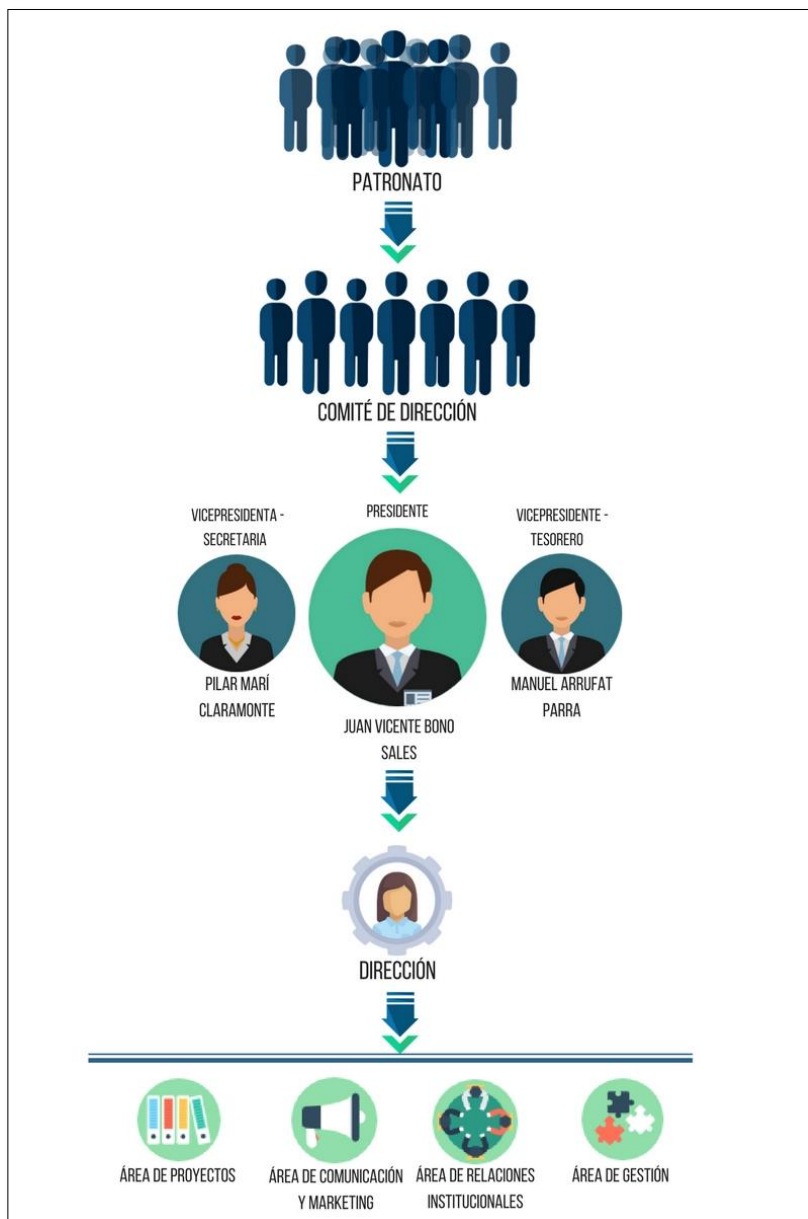 PATRONATO
COMITÉ DE DIRECCIÓN
VICEPRESIDENTA -
SECRETARIA
PRESIDENTE
VICEPRESIDENTE -
TESORERO
PILAR MARÍ
CLARAMONTE
JUAN VICENTE BONO
SALES
MANUEL ARRUFAT
PARRA
DIRECCIÓN
ÁREA DE PROYECTOS
ÁREA DE COMUNICACIÓN
Y MARKETING
ÁREA DE RELACIONES
INSTITUCIONALES
ÁREA DE GESTIÓN